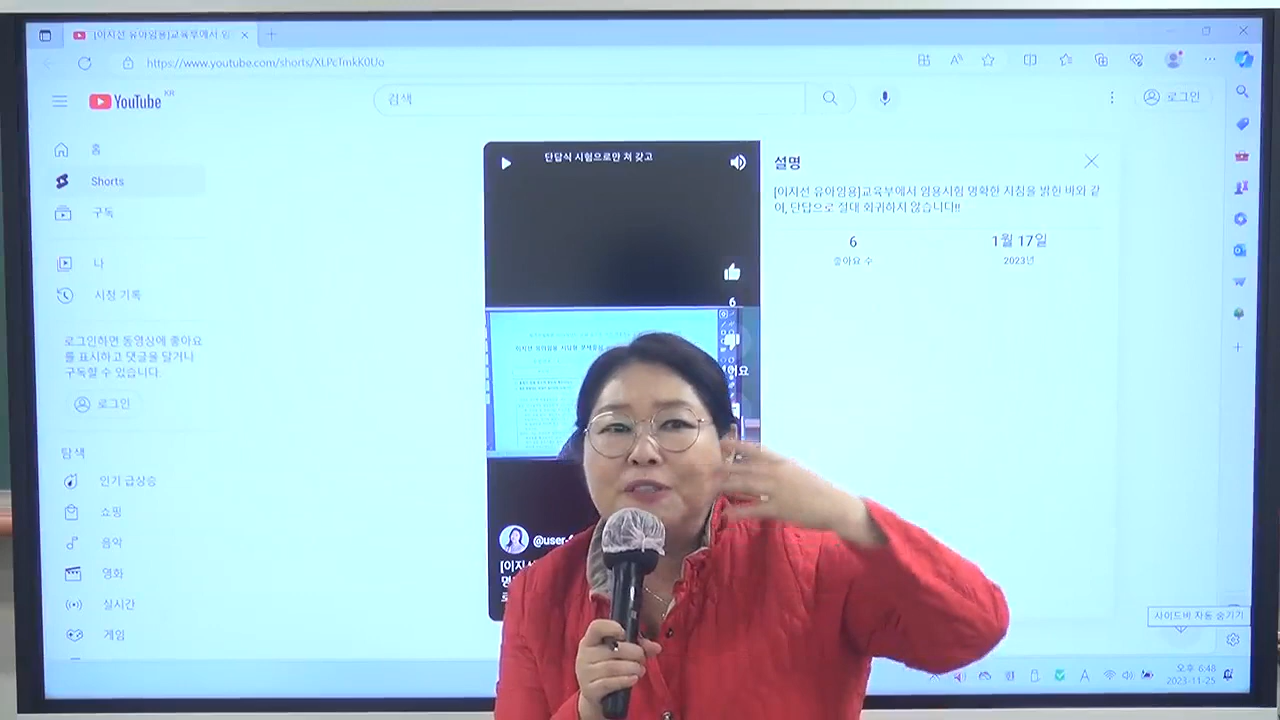 [이지선 유아임용]교육부에서 임
https://www.youtube.com/shorts/XLPcTmkK0Uo
YouTube KR
검색
로그인
홈
Shorts
구독
나
시청 기록
로그인하면 동영상에 좋아요
를 표시하고 댓글을 달거나
구독할 수 있습니다.
로그인
탐색
인기 급상승
쇼핑
음악
영화
실시간
게임
단답식 시험으로만 쳐 갖고
6
@user-
[이지
설명
[이지선 유아임용]교육부에서 임용시험 명확한 지침을 밝힌 바와 같
이, 단답으로 절대 회귀하지 않습니다!!
6
좋아요 수
1월 17일
2023년
사이드바 자동 숨기기
A
오후 6:48
2023-11-25